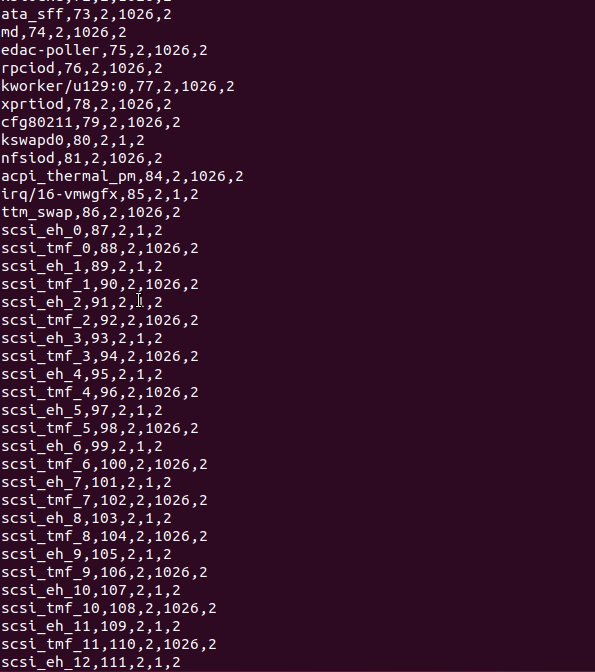 ata_sff,73,2,1026,2
md,74,2,1026,2
edac-poller,75,2,1026,2
rpciod,76,2,1026,2
kworker/u129:0,77,2,1026,2
xprtiod,78,2,1026,2
cfg80211,79,2,1026,2
kswapd0,80,2,1,2
nfsiod,81,2,1026,2
acpi_thermal_pm,84,2,1026,2
irq/16-vmwgfx,85,2,1,2
ttm_swap,86,2,1026,2
scsi_eh_0,87,2,1,2
scsi_tmf_0,88,2,1026,2
scsi_eh_1,89,2,1,2
scsi_tmf_1,90,2,1026,2
scsi_eh_2,91,2,1,2
scsi_tmf_2,92,2,1026,2
scsi_eh_3,93,2,1,2
scsi_tmf_3,94,2,1026,2
scsi_eh_4,95,2,1,2
scsi_tmf_4,96,2,1026,2
scsi_eh_5,97,2,1,2
scsi_tmf_5,98,2,1026,2
scsi_eh_6,99,2,1,2
scsi_tmf_6,100,2,1026,2
scsi_eh_7,101,2,1,2
scsi_tmf_7,102,2,1026,2
scsi_eh_8,103,2,1,2
scsi_tmf_8,104,2,1026,2
scsi_eh_9,105,2,1,2
scsi_tmf_9,106,2,1026,2
scsi_eh_10,107,2,1,2
scsi_tmf_10,108,2,1026,2
scsi_eh_11,109,2,1,2
scsi_tmf_11,110,2,1026,2
scsi_eh_12,111,2,1,2